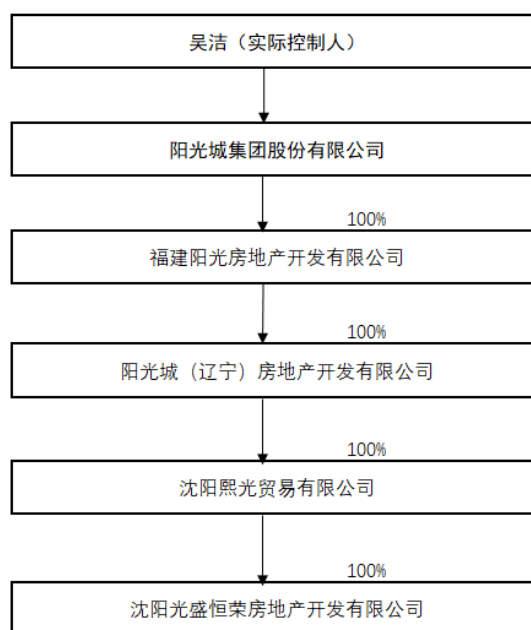 吴洁（实际控制人）
阳光城集团股份有限公司
100%
福建阳光房地产开发有限公司
100%
阳光城（辽宁）房地产开发有限公司
100%
沈阳熙光贸易有限公司
100%
沈阳光盛恒荣房地产开发有限公司